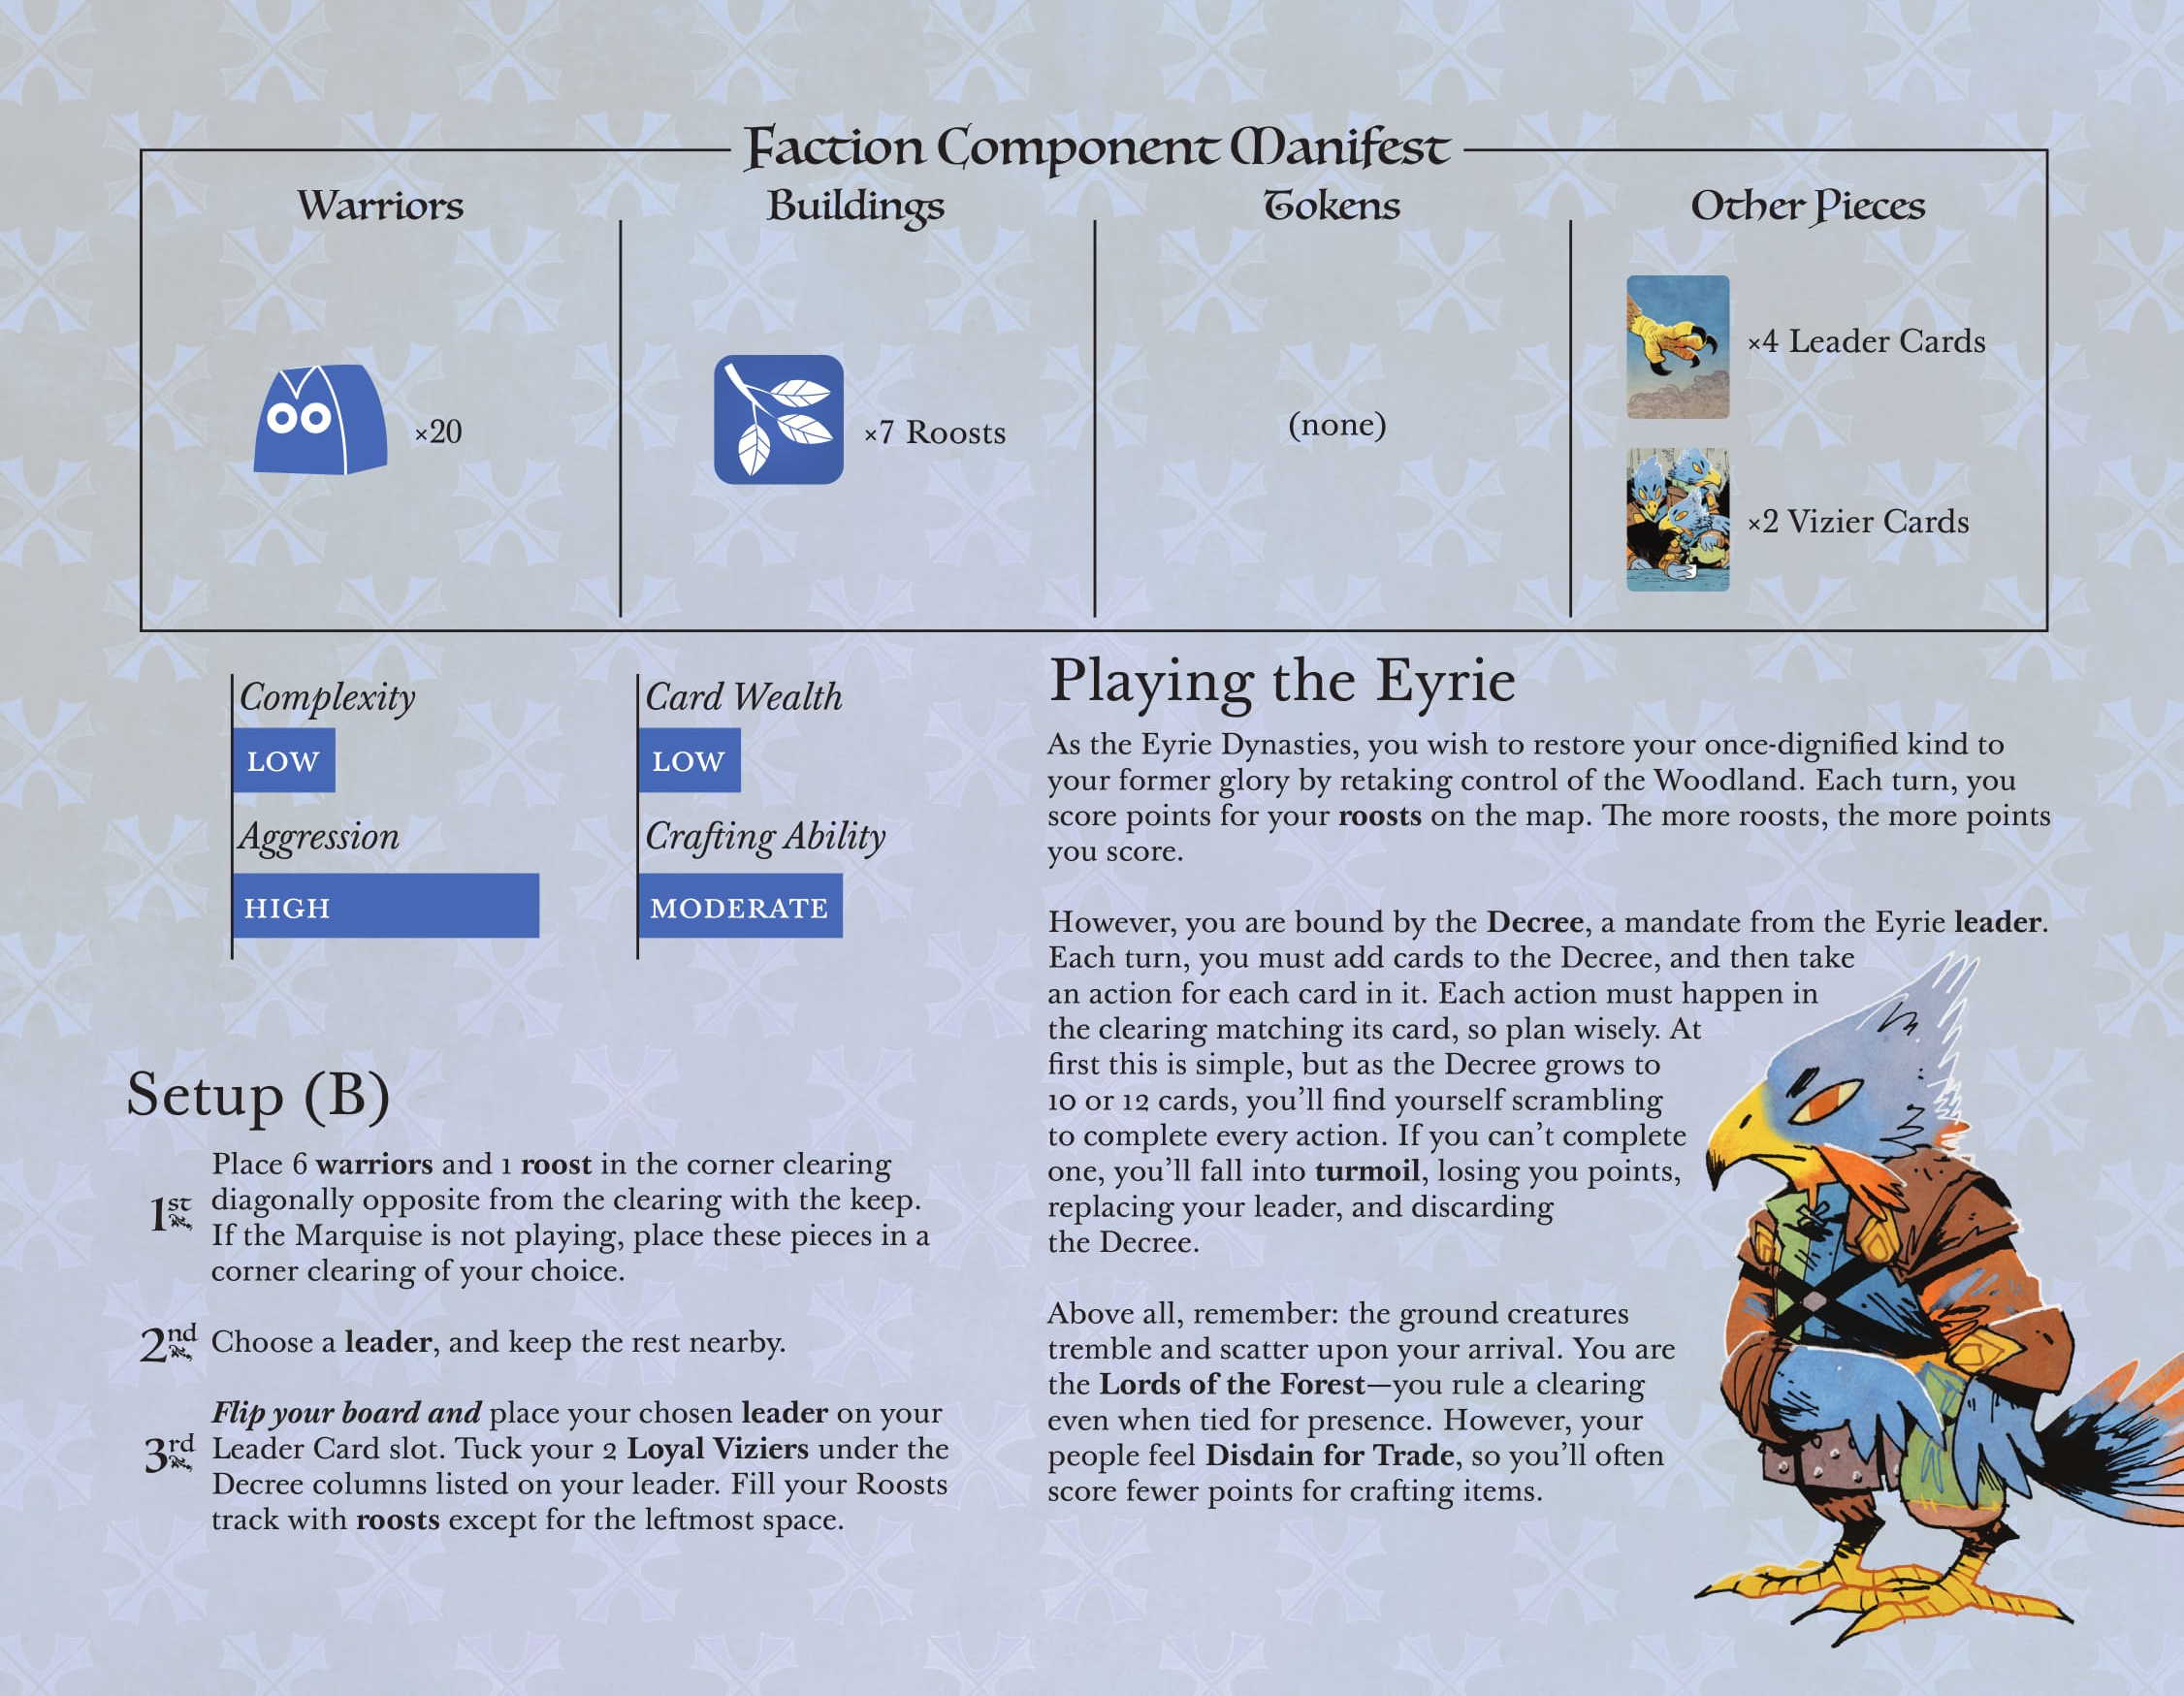 Faction Component Manifest
Warriors
Buildings
Tokens
Other Pieces
×20
×7 Roosts
(none)
×4 Leader Cards
×2 Vizier Cards
Complexity
LOW
Aggression
HIGH
Card Wealth
LOW
Crafting Ability
MODERATE
Setup (B)
1st
Place 6 warriors and 1 roost in the corner clearing
diagonally opposite from the clearing with the keep.
If the Marquise is not playing, place these pieces in a
corner clearing of your choice.
2nd
Choose a leader, and keep the rest nearby.
3rd
Flip your board and place your chosen leader on your
Leader Card slot. Tuck your 2 Loyal Viziers under the
Decree columns listed on your leader. Fill your Roosts
track with roosts except for the leftmost space.
Playing the Eyrie
As the Eyrie Dynasties, you wish to restore your once-dignified kind to
your former glory by retaking control of the Woodland. Each turn, you
score points for your roosts on the map. The more roosts, the more points
you score.
However, you are bound by the Decree, a mandate from the Eyrie leader.
Each turn, you must add cards to the Decree, and then take
an action for each card in it. Each action must happen in
the clearing matching its card, so plan wisely. At
first this is simple, but as the Decree grows to
10 or 12 cards, you'll find yourself scrambling
to complete every action. If you can't complete
one, you'll fall into turmoil, losing you points,
replacing your leader, and discarding
the Decree.
Above all, remember: the ground creatures
tremble and scatter upon your arrival. You are
the Lords of the Forest—you rule a clearing
even when tied for presence. However, your
people feel Disdain for Trade, so you'll often
score fewer points for crafting items.